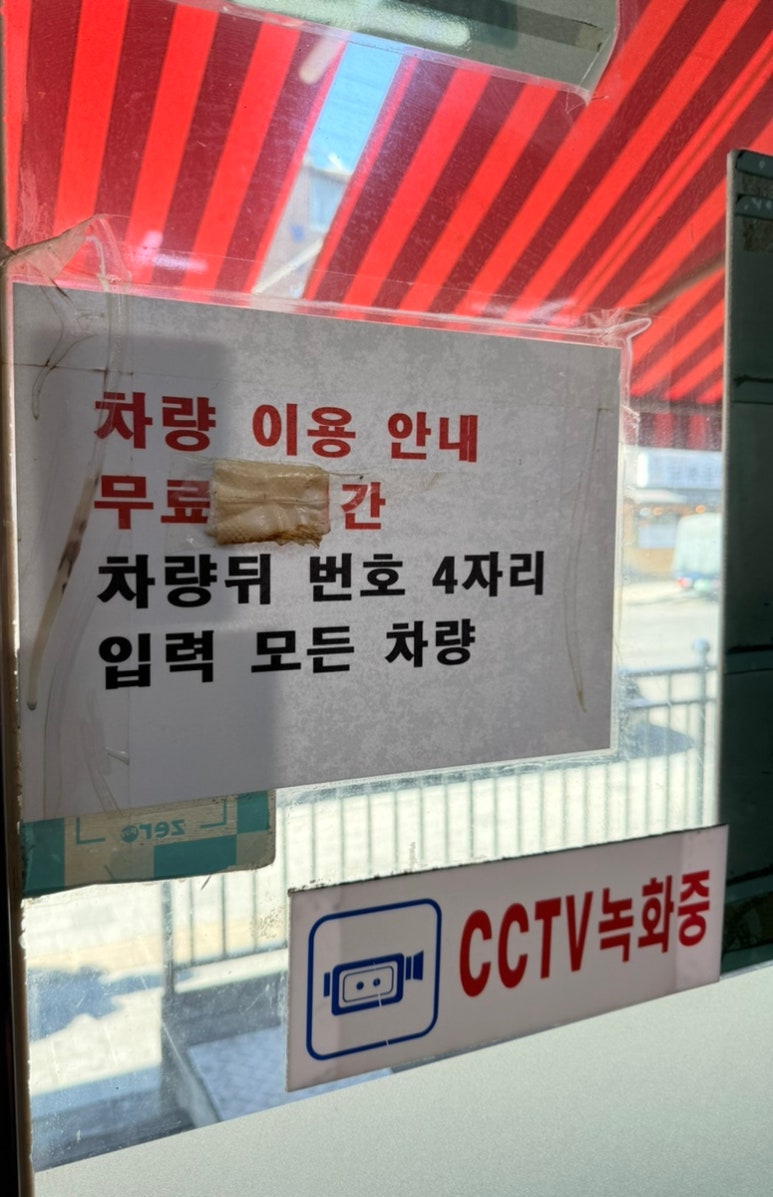 차량 이용 안내
무료 간
차량뒤 번호 4자리
입력 모든 차량
zero
CCTV녹화중